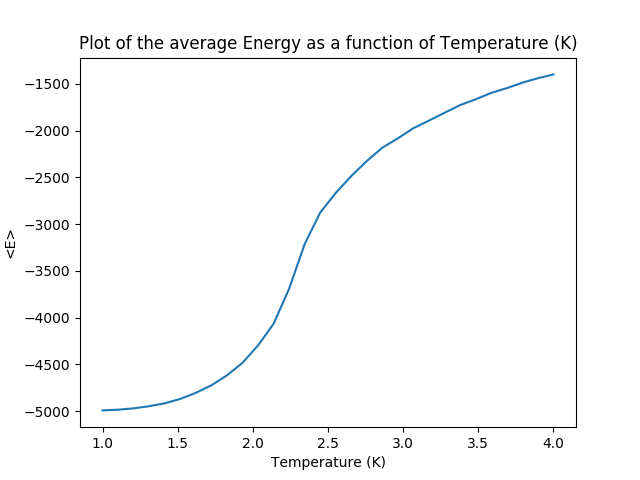 Plot of the average Energy as a function of Temperature (K)
−1500
−2000
−2500
−3000
−3500
−4000
−4500
−5000
<E>
1.0 1.5 2.0 2.5 3.0 3.5 4.0
Temperature (K)